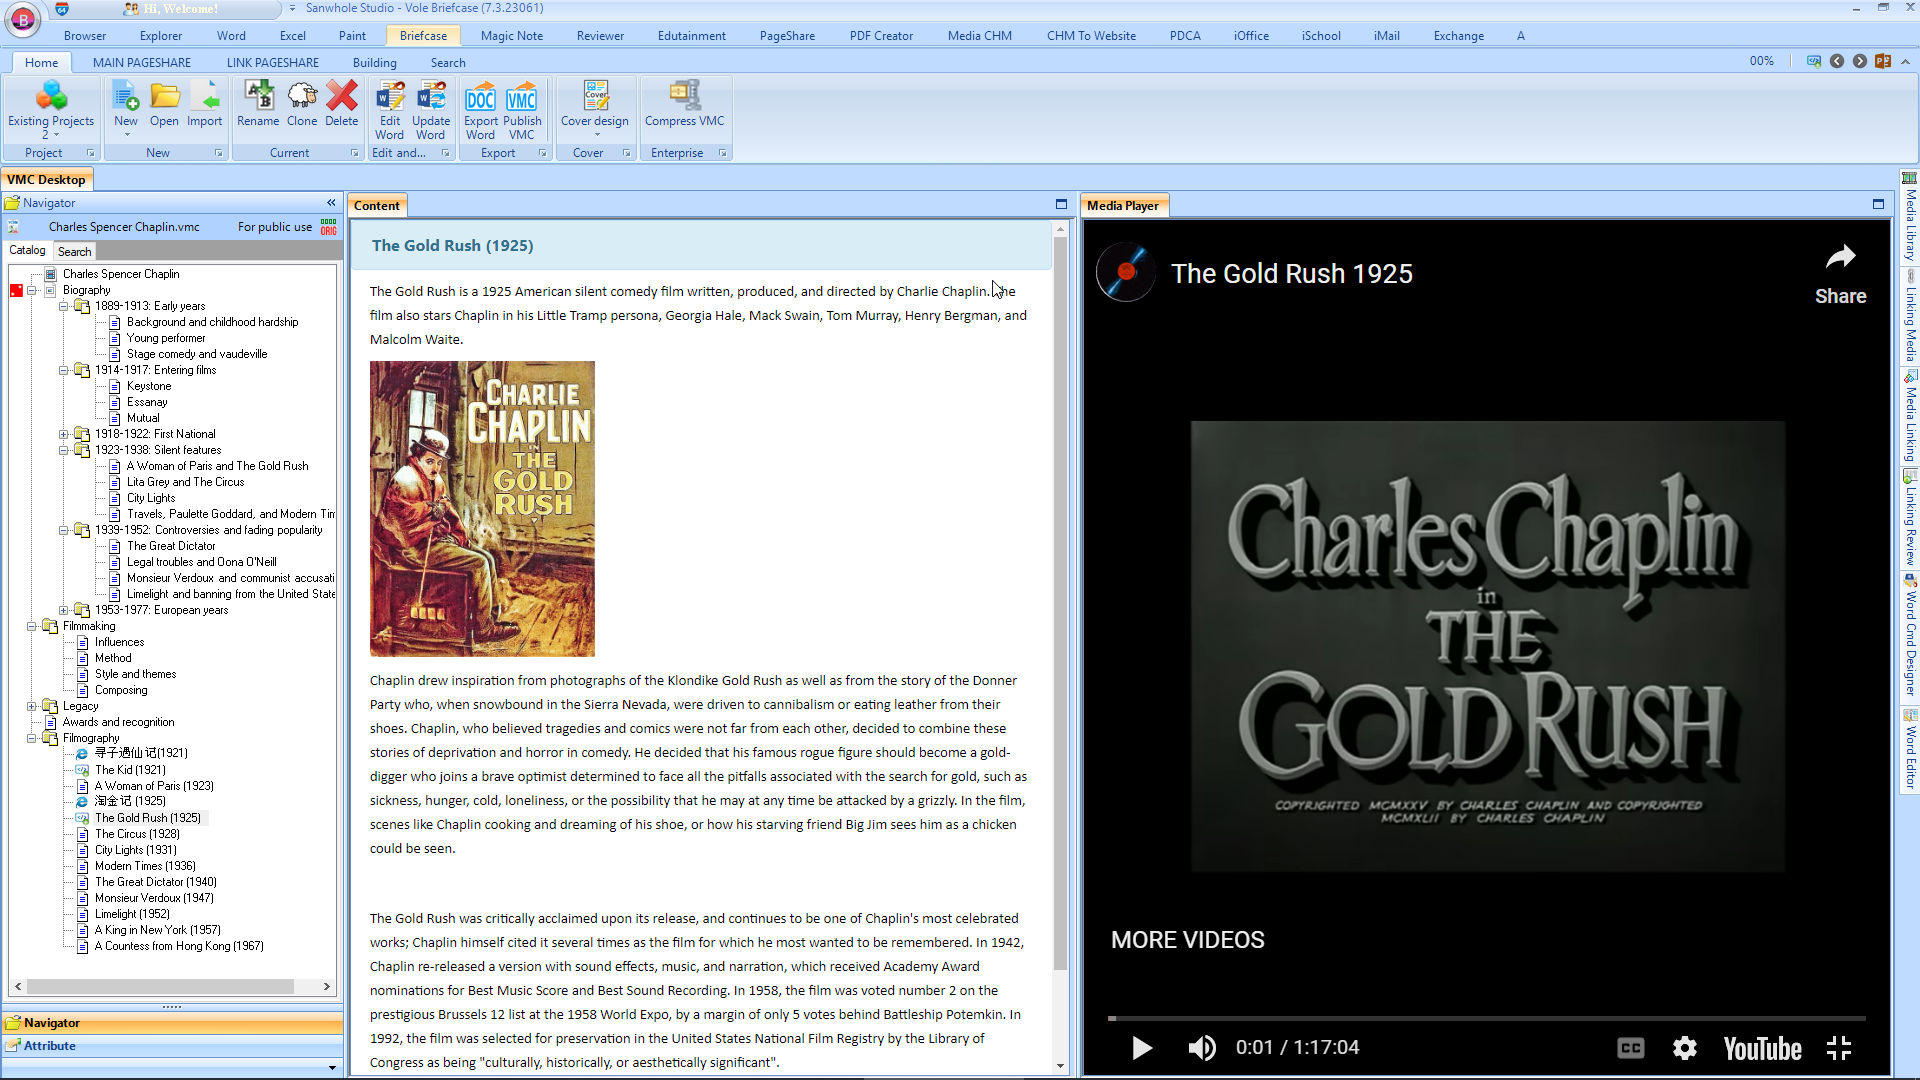 Hi, Welcome!
Sanwhole Studio - Vole Briefcase (7.3.23061)
Browser Explorer Word Excel Paint Briefcase Magic Note Reviewer Edutainment PageShare PDF Creator Media CHM CHM To Website PDCA iOffice iSchool iMail Exchange A
Home MAIN PAGESHARE LINK PAGESHARE Building Search 00%
Existing Projects
2
New Open Import
Rename Clone Delete
Edit
Word
Update
Word
Export
Word
Publish
VMC
Cover design
Compress VMC
Project New Current Edit and... Export Cover Enterprise
VMC Desktop
Navigator
Charles Spencer Chaplin.vmc For public use
Catalog Search
Charles Spencer Chaplin
Biography
1889-1913: Early years
Background and childhood hardship
Young performer
Stage comedy and vaudeville
1914-1917: Entering films
Keystone
Essanay
Mutual
1918-1922: First National
1923-1938: Silent features
A Woman of Paris and The Gold Rush
Lita Grey and The Circus
City Lights
Travels, Paulette Goddard, and Modern Tim
1939-1952: Controversies and fading popularity
The Great Dictator
Legal troubles and Oona O'Neill
Monsieur Verdoux and communist accusati
Limelight and banning from the United State
1953-1977: European years
Filmmaking
Influences
Method
Style and themes
Composing
Legacy
Awards and recognition
Filmography
寻子遇仙记(1921)
The Kid (1921)
A Woman of Paris (1923)
淘金记 (1925)
The Gold Rush (1925)
The Circus (1928)
City Lights (1931)
Modern Times (1936)
The Great Dictator (1940)
Monsieur Verdoux (1947)
Limelight (1952)
A King in New York (1957)
A Countess from Hong Kong (1967)
Navigator
Attribute
Content
The Gold Rush (1925)
The Gold Rush is a 1925 American silent comedy film written, produced, and directed by Charlie Chaplin. The
film also stars Chaplin in his Little Tramp persona, Georgia Hale, Mack Swain, Tom Murray, Henry Bergman, and
Malcolm Waite.
CHARLIE
CHAPLIN
in
THE
GOLD
RUSH
Chaplin drew inspiration from photographs of the Klondike Gold Rush as well as from the story of the Donner
Party who, when snowbound in the Sierra Nevada, were driven to cannibalism or eating leather from their
shoes. Chaplin, who believed tragedies and comics were not far from each other, decided to combine these
stories of deprivation and horror in comedy. He decided that his famous rogue figure should become a gold-
digger who joins a brave optimist determined to face all the pitfalls associated with the search for gold, such as
sickness, hunger, cold, loneliness, or the possibility that he may at any time be attacked by a grizzly. In the film,
scenes like Chaplin cooking and dreaming of his shoe, or how his starving friend Big Jim sees him as a chicken
could be seen.
The Gold Rush was critically acclaimed upon its release, and continues to be one of Chaplin's most celebrated
works; Chaplin himself cited it several times as the film for which he most wanted to be remembered. In 1942,
Chaplin re-released a version with sound effects, music, and narration, which received Academy Award
nominations for Best Music Score and Best Sound Recording. In 1958, the film was voted number 2 on the
prestigious Brussels 12 list at the 1958 World Expo, by a margin of only 5 votes behind Battleship Potemkin. In
1992, the film was selected for preservation in the United States National Film Registry by the Library of
Congress as being "culturally, historically, or aesthetically significant".
Media Player
The Gold Rush 1925
Share
Charles Chaplin
in
THE
GOLD RUSH
COPYRIGHTED MCMXXV BY CHARLES CHAPLIN AND COPYRIGHTED
MCMXLII BY CHARLES CHAPLIN
MORE VIDEOS
0:01 / 1:17:04
CC
YouTube
Media Library
Linking Media
Media Linking
Linking Review
Word Cmd Designer
Word Editor